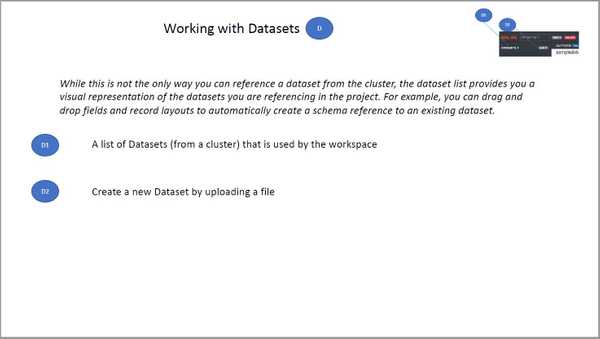 Working with Datasets D
While this is not the only way you can reference a dataset from the cluster, the dataset list provides you a
visual representation of the datasets you are referencing in the project. For example, you can drag and
drop fields and record layouts to automatically create a schema reference to an existing dataset.
D1 A list of Datasets (from a cluster) that is used by the workspace
D2 Create a new Dataset by uploading a file